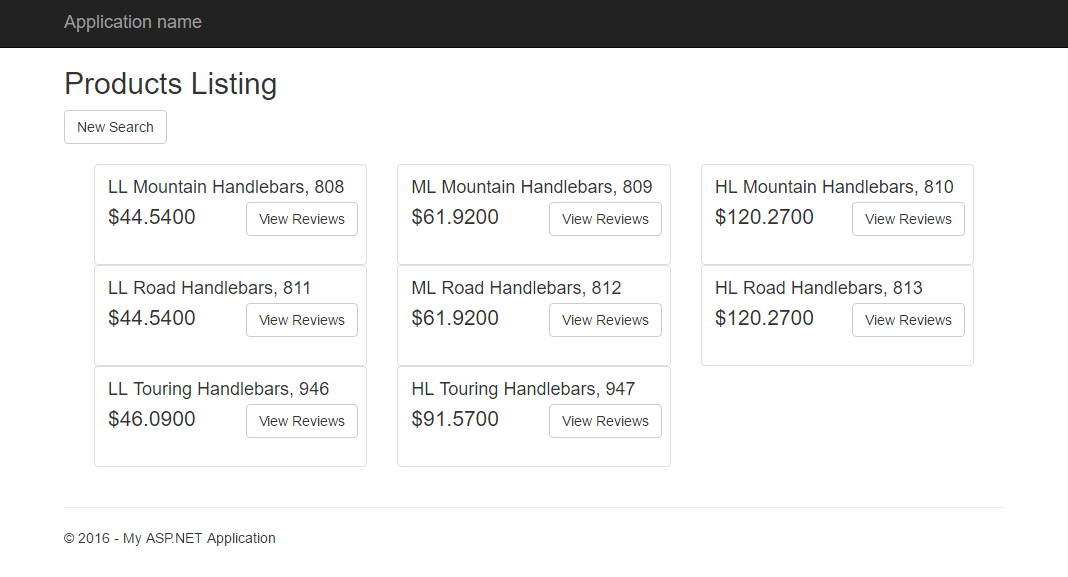 Application name
Products Listing
New Search
LL Mountain Handlebars, 808
$44.5400
View Reviews
ML Mountain Handlebars, 809
$61.9200
View Reviews
HL Mountain Handlebars, 810
$120.2700
View Reviews
LL Road Handlebars, 811
$44.5400
View Reviews
ML Road Handlebars, 812
$61.9200
View Reviews
HL Road Handlebars, 813
$120.2700
View Reviews
LL Touring Handlebars, 946
$46.0900
View Reviews
HL Touring Handlebars, 947
$91.5700
View Reviews
© 2016 - My ASP.NET Application